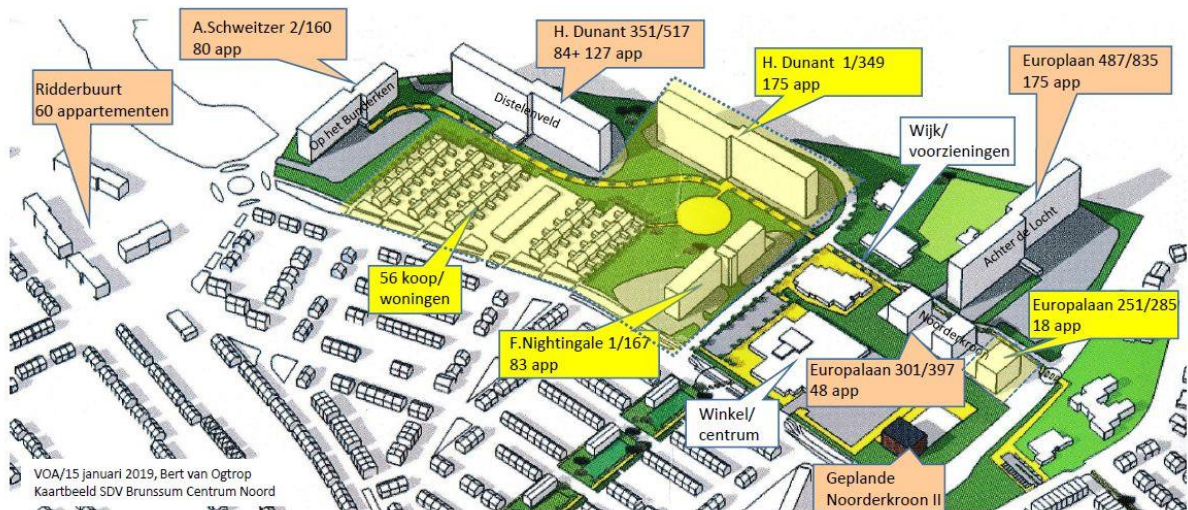 A.Schweitzer 2/160
80 app
H. Dunant 351/517
84+ 127 app
H. Dunant 1/349
175 app
Europlaan 487/835
175 app
Ridderbuurt
60 appartementen
Op het Bunderken
Distelenveld
Wijk/
voorzieningen
Achter de Locht
56 koop/
woningen
Europalaan 251/285
18 app
Noorderkroon
F.Nightingale 1/167
83 app
Europalaan 301/397
48 app
Winkel/
centrum
Geplande
Noorderkroon II
VOA/15 januari 2019, Bert van Ogtrop
Kaartbeeld SDV Brunssum Centrum Noord